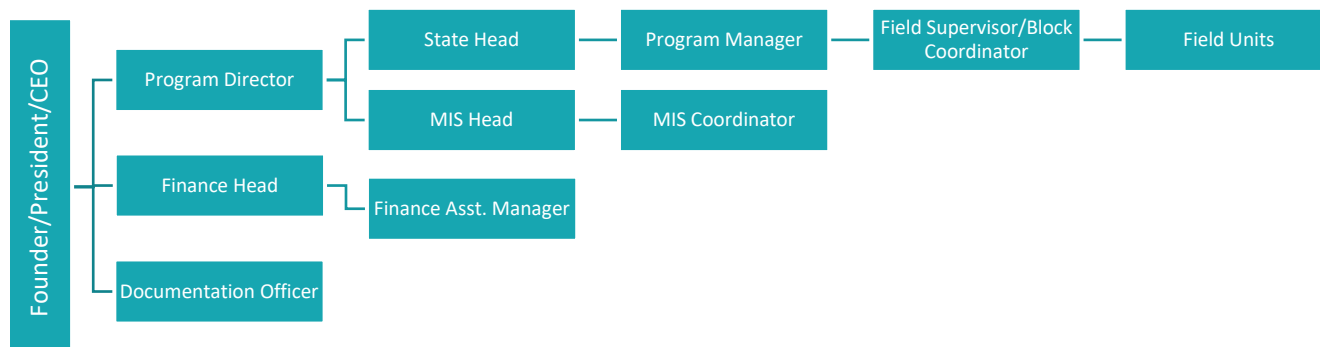 Founder/President/CEO
Program Director
State Head
Program Manager
Field Supervisor/Block
Coordinator
Field Units
MIS Head
MIS Coordinator
Finance Head
Finance Asst. Manager
Documentation Officer